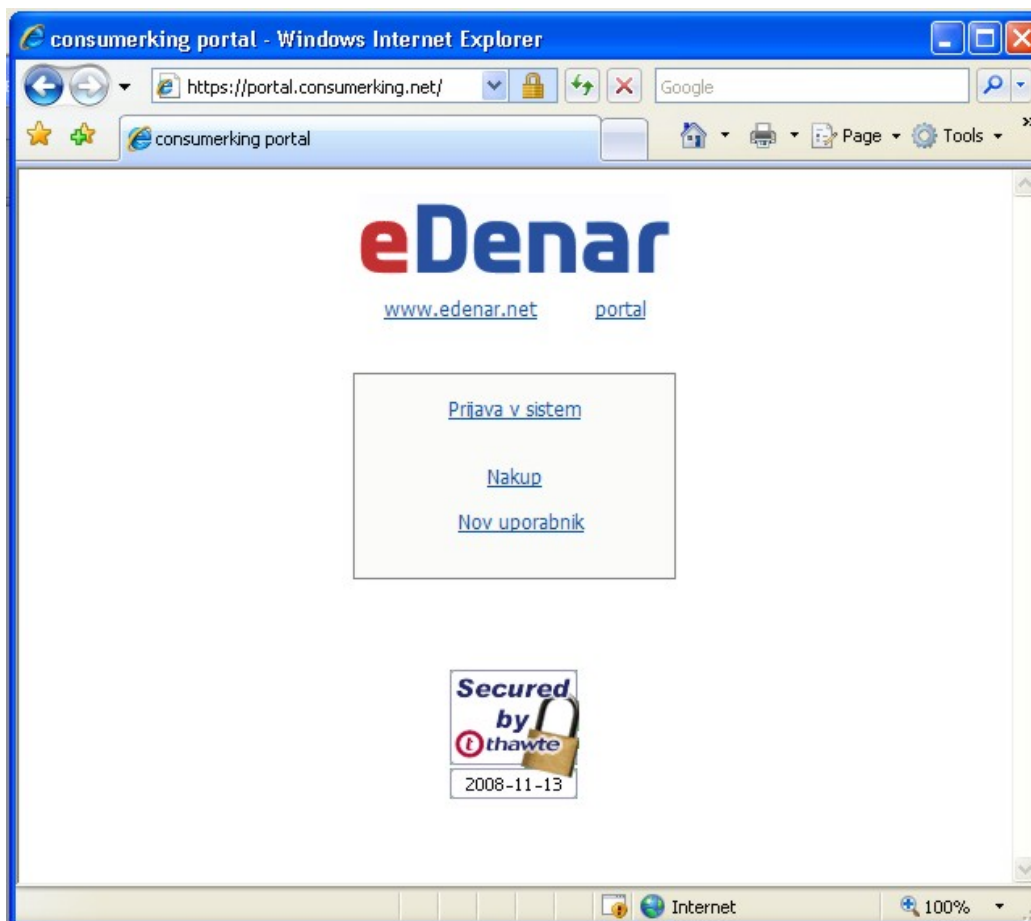 consumerking portal - Windows Internet Explorer
https://portal.consumerking.net/ Google
consumerking portal Page Tools »
eDenar
www.edenar.net portal
Prijava v sistem
Nakup
Nov uporabnik
Secured
by
thawte
2008-11-13
Internet 100%